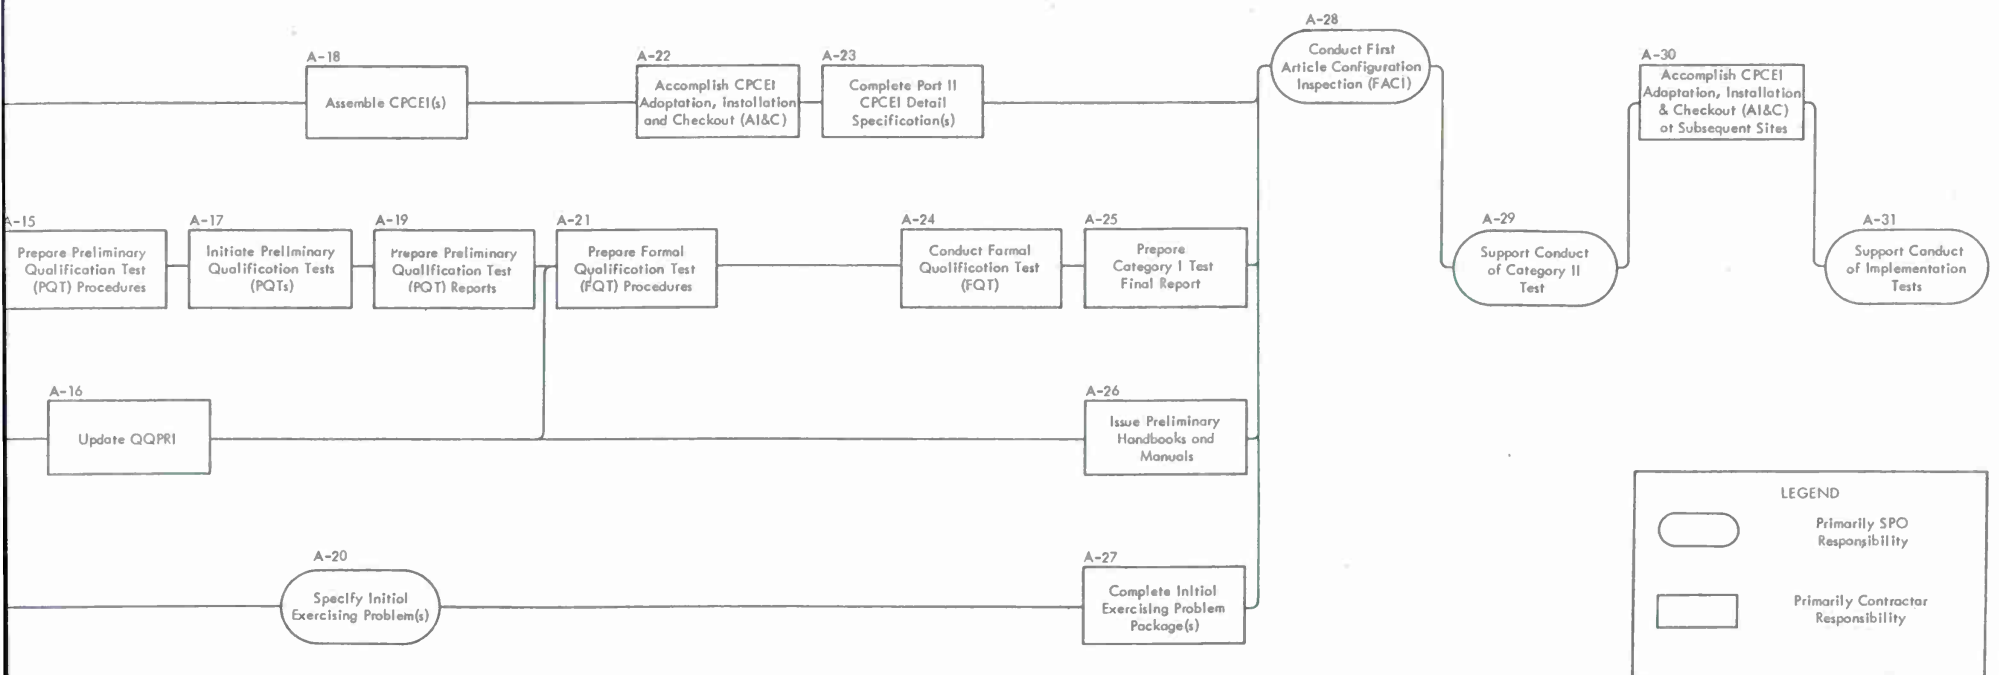 A-28
Conduct First
Article Configuration
Inspection (FACI)
A-18
Assemble CPCEI(s)
A-22
Accomplish CPCEI
Adaptation, Installation
and Checkout (AI&C)
A-23
Complete Part II
CPCEI Detail
Specification(s)
A-30
Accomplish CPCEI
Adaptation, Installation
& Checkout (AI&C)
at Subsequent Sites
A-15
Prepare Preliminary
Qualification Test
(PQT) Procedures
A-17
Initiate Preliminary
Qualification Tests
(PQTs)
A-19
Prepare Preliminary
Qualification Test
(PQT) Reports
A-21
Prepare Formal
Qualification Test
(FQT) Procedures
A-24
Conduct Formal
Qualification Test
(FQT)
A-25
Prepare
Category I Test
Final Report
A-29
Support Conduct
of Category II
Test
A-31
Support Conduct
of Implementation
Tests
A-16
Update QQPRI
A-26
Issue Preliminary
Handbooks and
Manuals
A-20
Specify Initial
Exercising Problem(s)
A-27
Complete Initial
Exercising Problem
Package(s)
LEGEND
Primarily SPO
Responsibility
Primarily Contractor
Responsibility